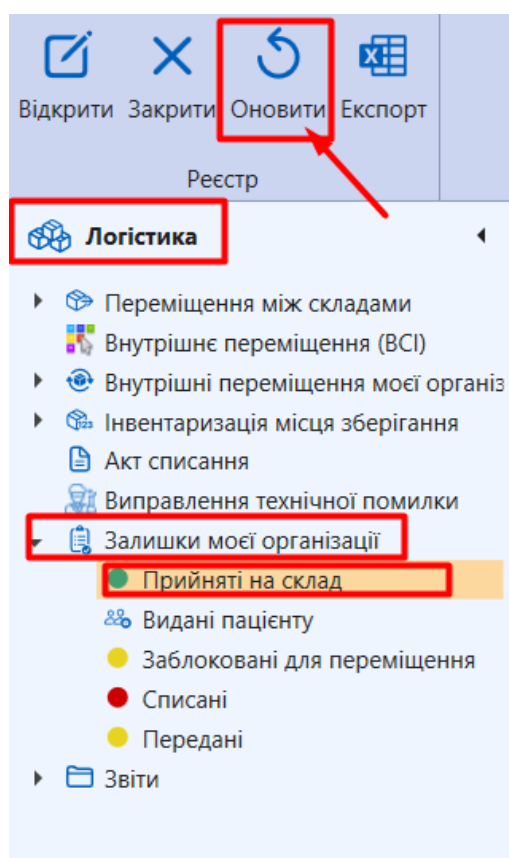 Відкрити Закрити Оновити Експорт
Реєстр
Логістика
Переміщення між складами
Внутрішнє переміщення (ВСІ)
Внутрішні переміщення моєї організ
Інвентаризація місця зберігання
Акт списання
Виправлення технічної помилки
Залишки моєї організації
Прийняті на склад
Видані пацієнту
Заблоковані для переміщення
Списані
Передані
Звіти